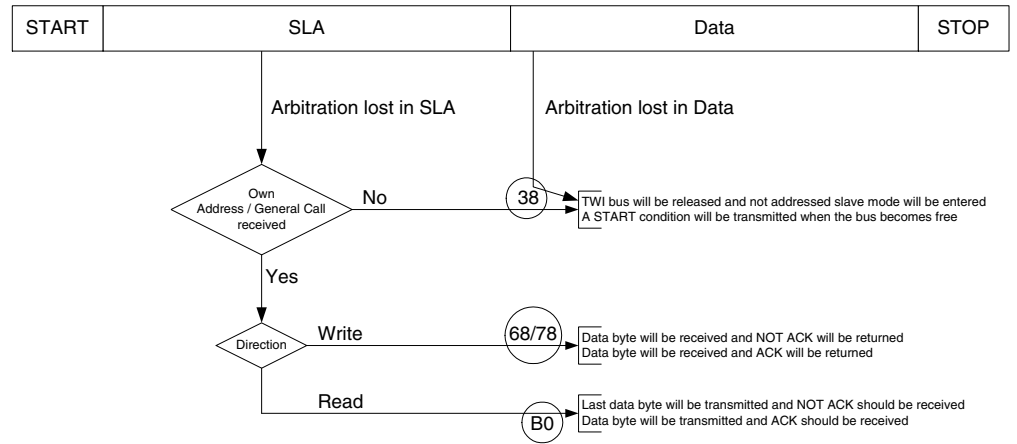 START SLA Data STOP
Arbitration lost in SLA Arbitration lost in Data
Own
Address / General Call
received
No
38
TWI bus will be released and not addressed slave mode will be entered
A START condition will be transmitted when the bus becomes free
Yes
Direction
Write
68/78
Data byte will be received and NOT ACK will be returned
Data byte will be received and ACK will be returned
Read
B0
Last data byte will be transmitted and NOT ACK should be received
Data byte will be transmitted and ACK should be received